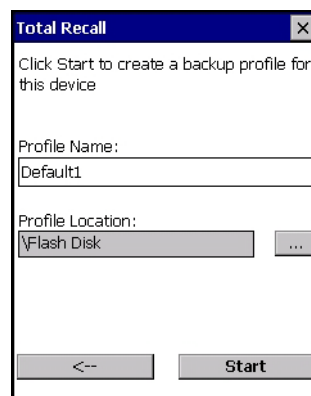 Total Recall
Click Start to create a backup profile for
this device
Profile Name:
Default1
Profile Location:
\Flash Disk
...
<-- Start